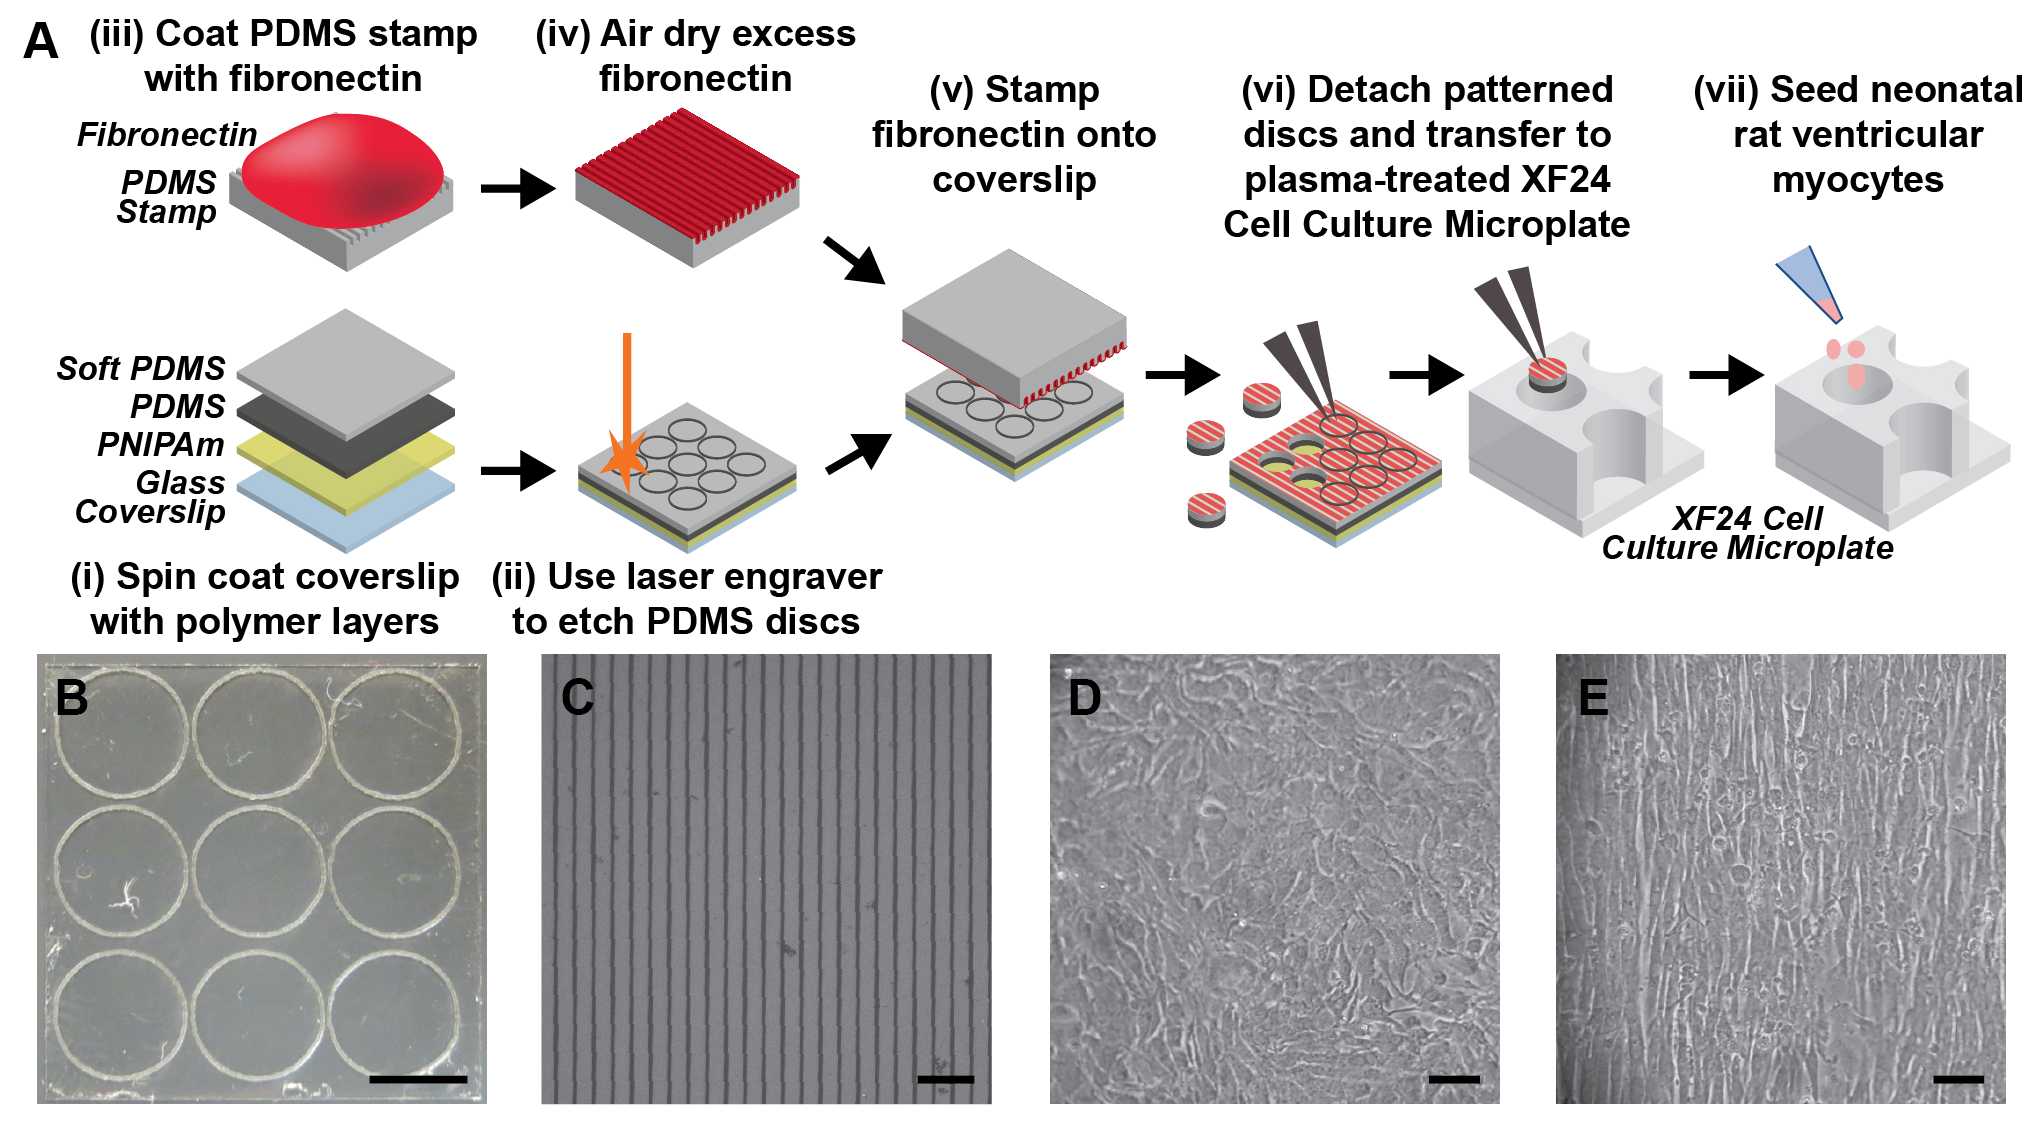 A
(iii) Coat PDMS stamp
with fibronectin
(iv) Air dry excess
fibronectin
(v) Stamp
fibronectin onto
coverslip
(vi) Detach patterned
discs and transfer to
plasma-treated XF24
Cell Culture Microplate
(vii) Seed neonatal
rat ventricular
myocytes
Fibronectin
PDMS
Stamp
Soft PDMS
PDMS
PNIPAm
Glass
Coverslip
XF24 Cell
Culture Microplate
(i) Spin coat coverslip
with polymer layers
(ii) Use laser engraver
to etch PDMS discs
B
C
D
E